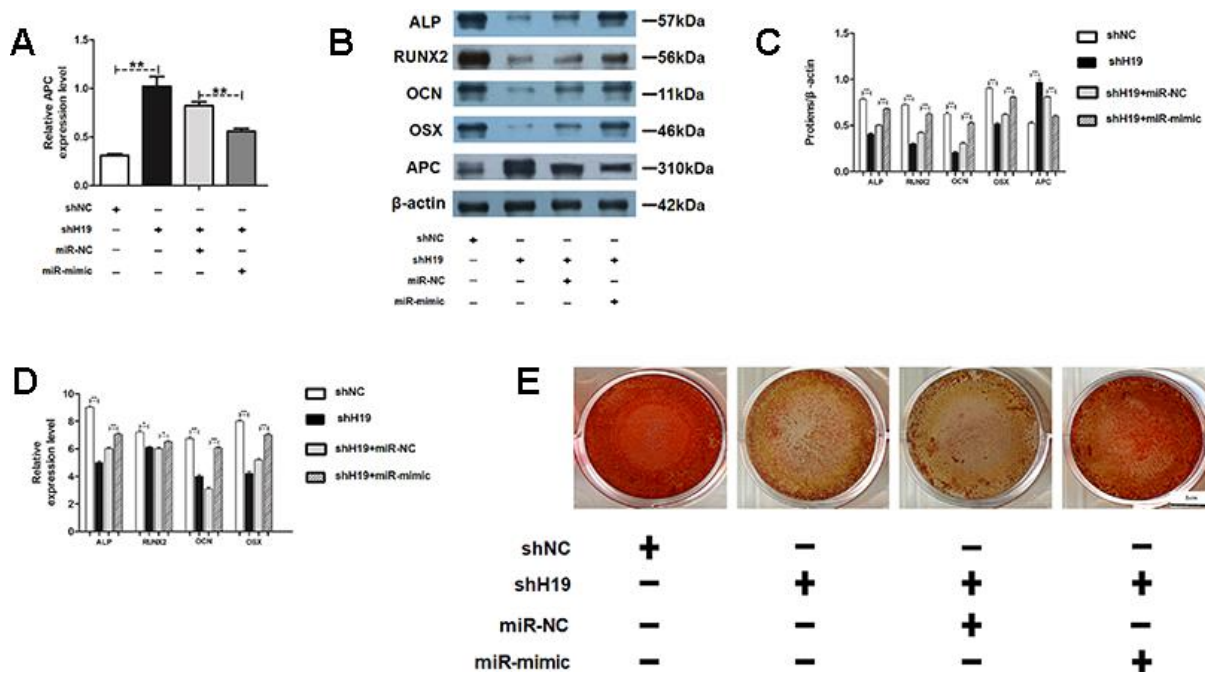 A
Relative APC
expression level
1.5
1.0
0.5
0.0
**
**
shNC + – – –
shH19 – + + +
miR-NC – – + –
miR-mimic – – – +
B
ALP —57kDa
RUNX2 —56kDa
OCN —11kDa
OSX —46kDa
APC —310kDa
β-actin —42kDa
shNC + – – –
shH19 – + + +
miR-NC – – + –
miR-mimic – – – +
C
Protiens/β -actin
1.5
1.0
0.5
0.0
ALP RUNX2 OCN OSX APC
shNC
shH19
shH19+miR-NC
shH19+miR-mimic
D
Relative
expression level
10
8
6
4
2
0
ALP RUNX2 OCN OSX
shNC
shH19
shH19+miR-NC
shH19+miR-mimic
E
shNC + – – –
shH19 – + + +
miR-NC – – + –
miR-mimic – – – +